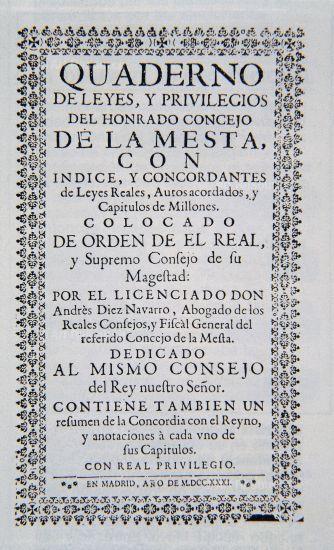 QUADERNO
DE LEYES, Y PRIVILEGIOS
DEL HONRADO CONCEJO
DE LA MESTA,
CON
INDICE, Y CONCORDANTES
de Leyes Reales, Autos acordados, y
Capitulos de Millones.
COLOCADO
DE ORDEN DE EL REAL,
y Supremo Consejo de su
Magestad:
POR EL LICENCIADO DON
Andrès Diez Navarro, Abogado de los
Reales Consejos, y Fiscàl General del
referido Concejo de la Mesta.
DEDICADO
AL MISMO CONSEJO
del Rey nuestro Señor.
CONTIENE TAMBIEN UN
resumen de la Concordia con el Reyno,
y anotaciones à cada vno de
sus Capitulos.
CON REAL PRIVILEGIO.
EN MADRID, AÑO DE M.DCC.XXXI.